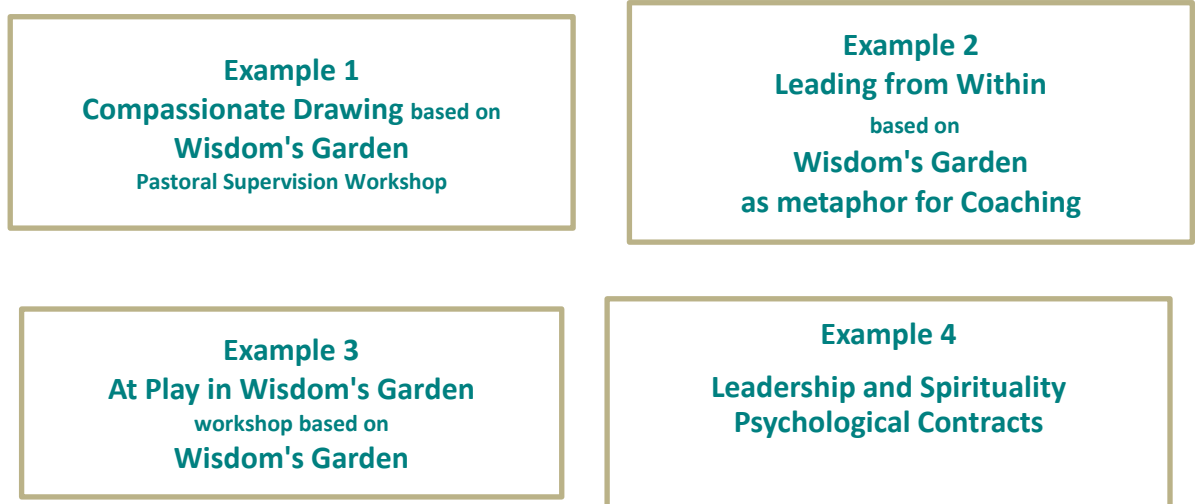 Example 1
Compassionate Drawing based on
Wisdom's Garden
Pastoral Supervision Workshop
Example 2
Leading from Within
based on
Wisdom's Garden
as metaphor for Coaching
Example 3
At Play in Wisdom's Garden
workshop based on
Wisdom's Garden
Example 4
Leadership and Spirituality
Psychological Contracts